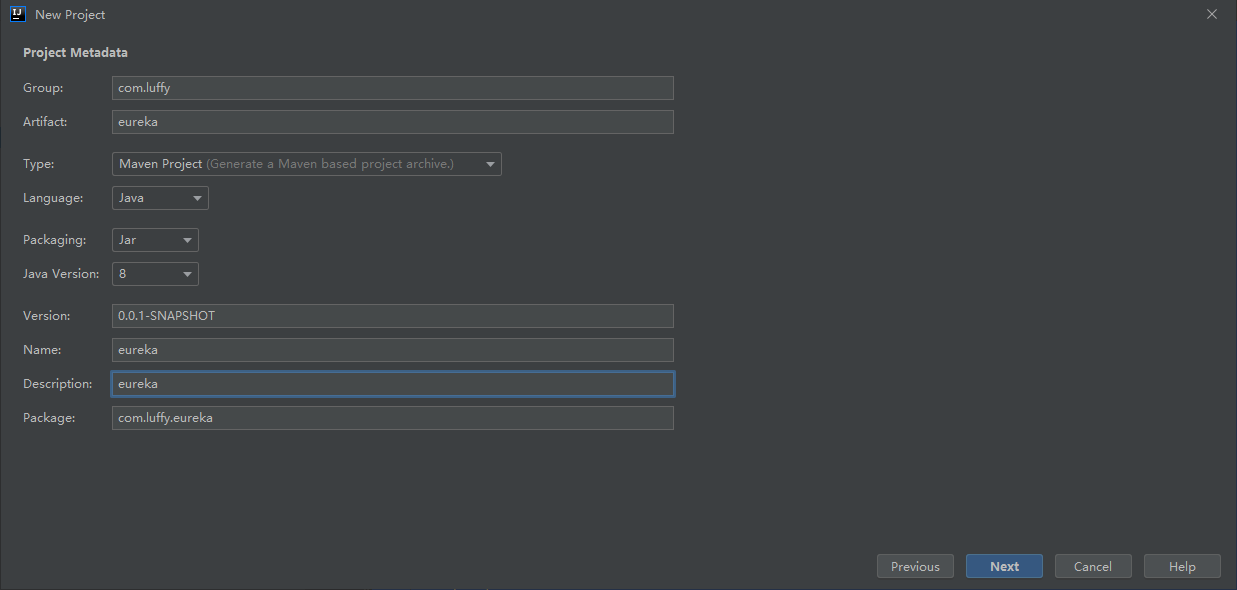 New Project
Project Metadata
Group: com.luffy
Artifact: eureka
Type: Maven Project (Generate a Maven based project archive.)
Language: Java
Packaging: Jar
Java Version: 8
Version: 0.0.1-SNAPSHOT
Name: eureka
Description: eureka
Package: com.luffy.eureka
Previous Next Cancel Help